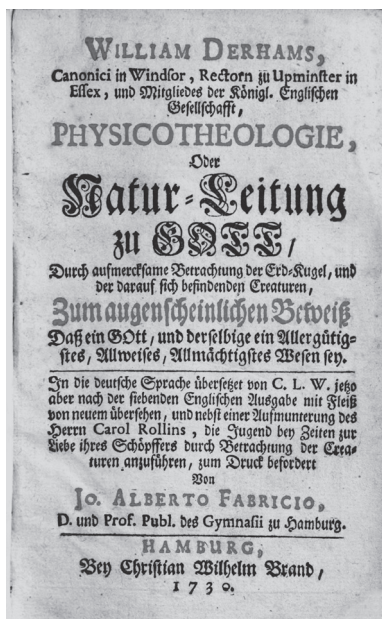 WILLIAM DERHAMS,
Canonici in Windsor, Rectorn zu Upminster in
Essex, und Mitgliedes der Königl. Englischen
Gesellschafft,
PHYSICOTHEOLOGIE,
Oder
Natur-Leitung
zu GOTT,
Durch aufmercksame Betrachtung der Erd-Kugel, und
der darauf sich befindenden Creaturen,
Zum augenscheinlichen Beweiß
Daß ein GOtt, und derselbige ein Allergütig-
stes, Allweises, Allmächtigstes Wesen sey.
In die deutsche Sprache übersetzet von C. L. W. jetzo
aber nach der siebenden Englischen Ausgabe mit Fleiß
von neuem übersehen, und nebst einer Aufmunterung des
Herrn Carol Rollins, die Jugend bey Zeiten zur
Liebe ihres Schöpffers durch Betrachtung der Crea-
turen anzuführen, zum Druck befordert
Von
JO. ALBERTO FABRICIO,
D. und Prof. Publ. des Gymnasii zu Hamburg.
HAMBURG,
Bey Christian Wilhelm Brand,
1730.